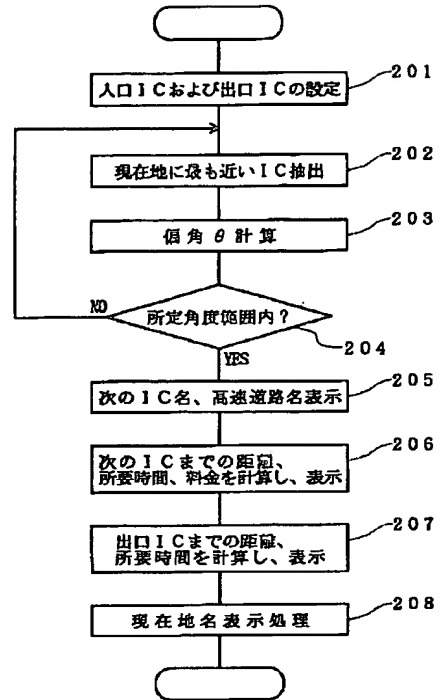 入口ICおよび出口ICの設定
201
現在地に最も近いIC抽出
202
偏角θ計算
203
所定角度範囲内?
NO
204
YES
次のIC名、高速道路名表示
205
次のICまでの距離、
所要時間、料金を計算し、表示
206
出口ICまでの距離、
所要時間を計算し、表示
207
現在地名表示処理
208